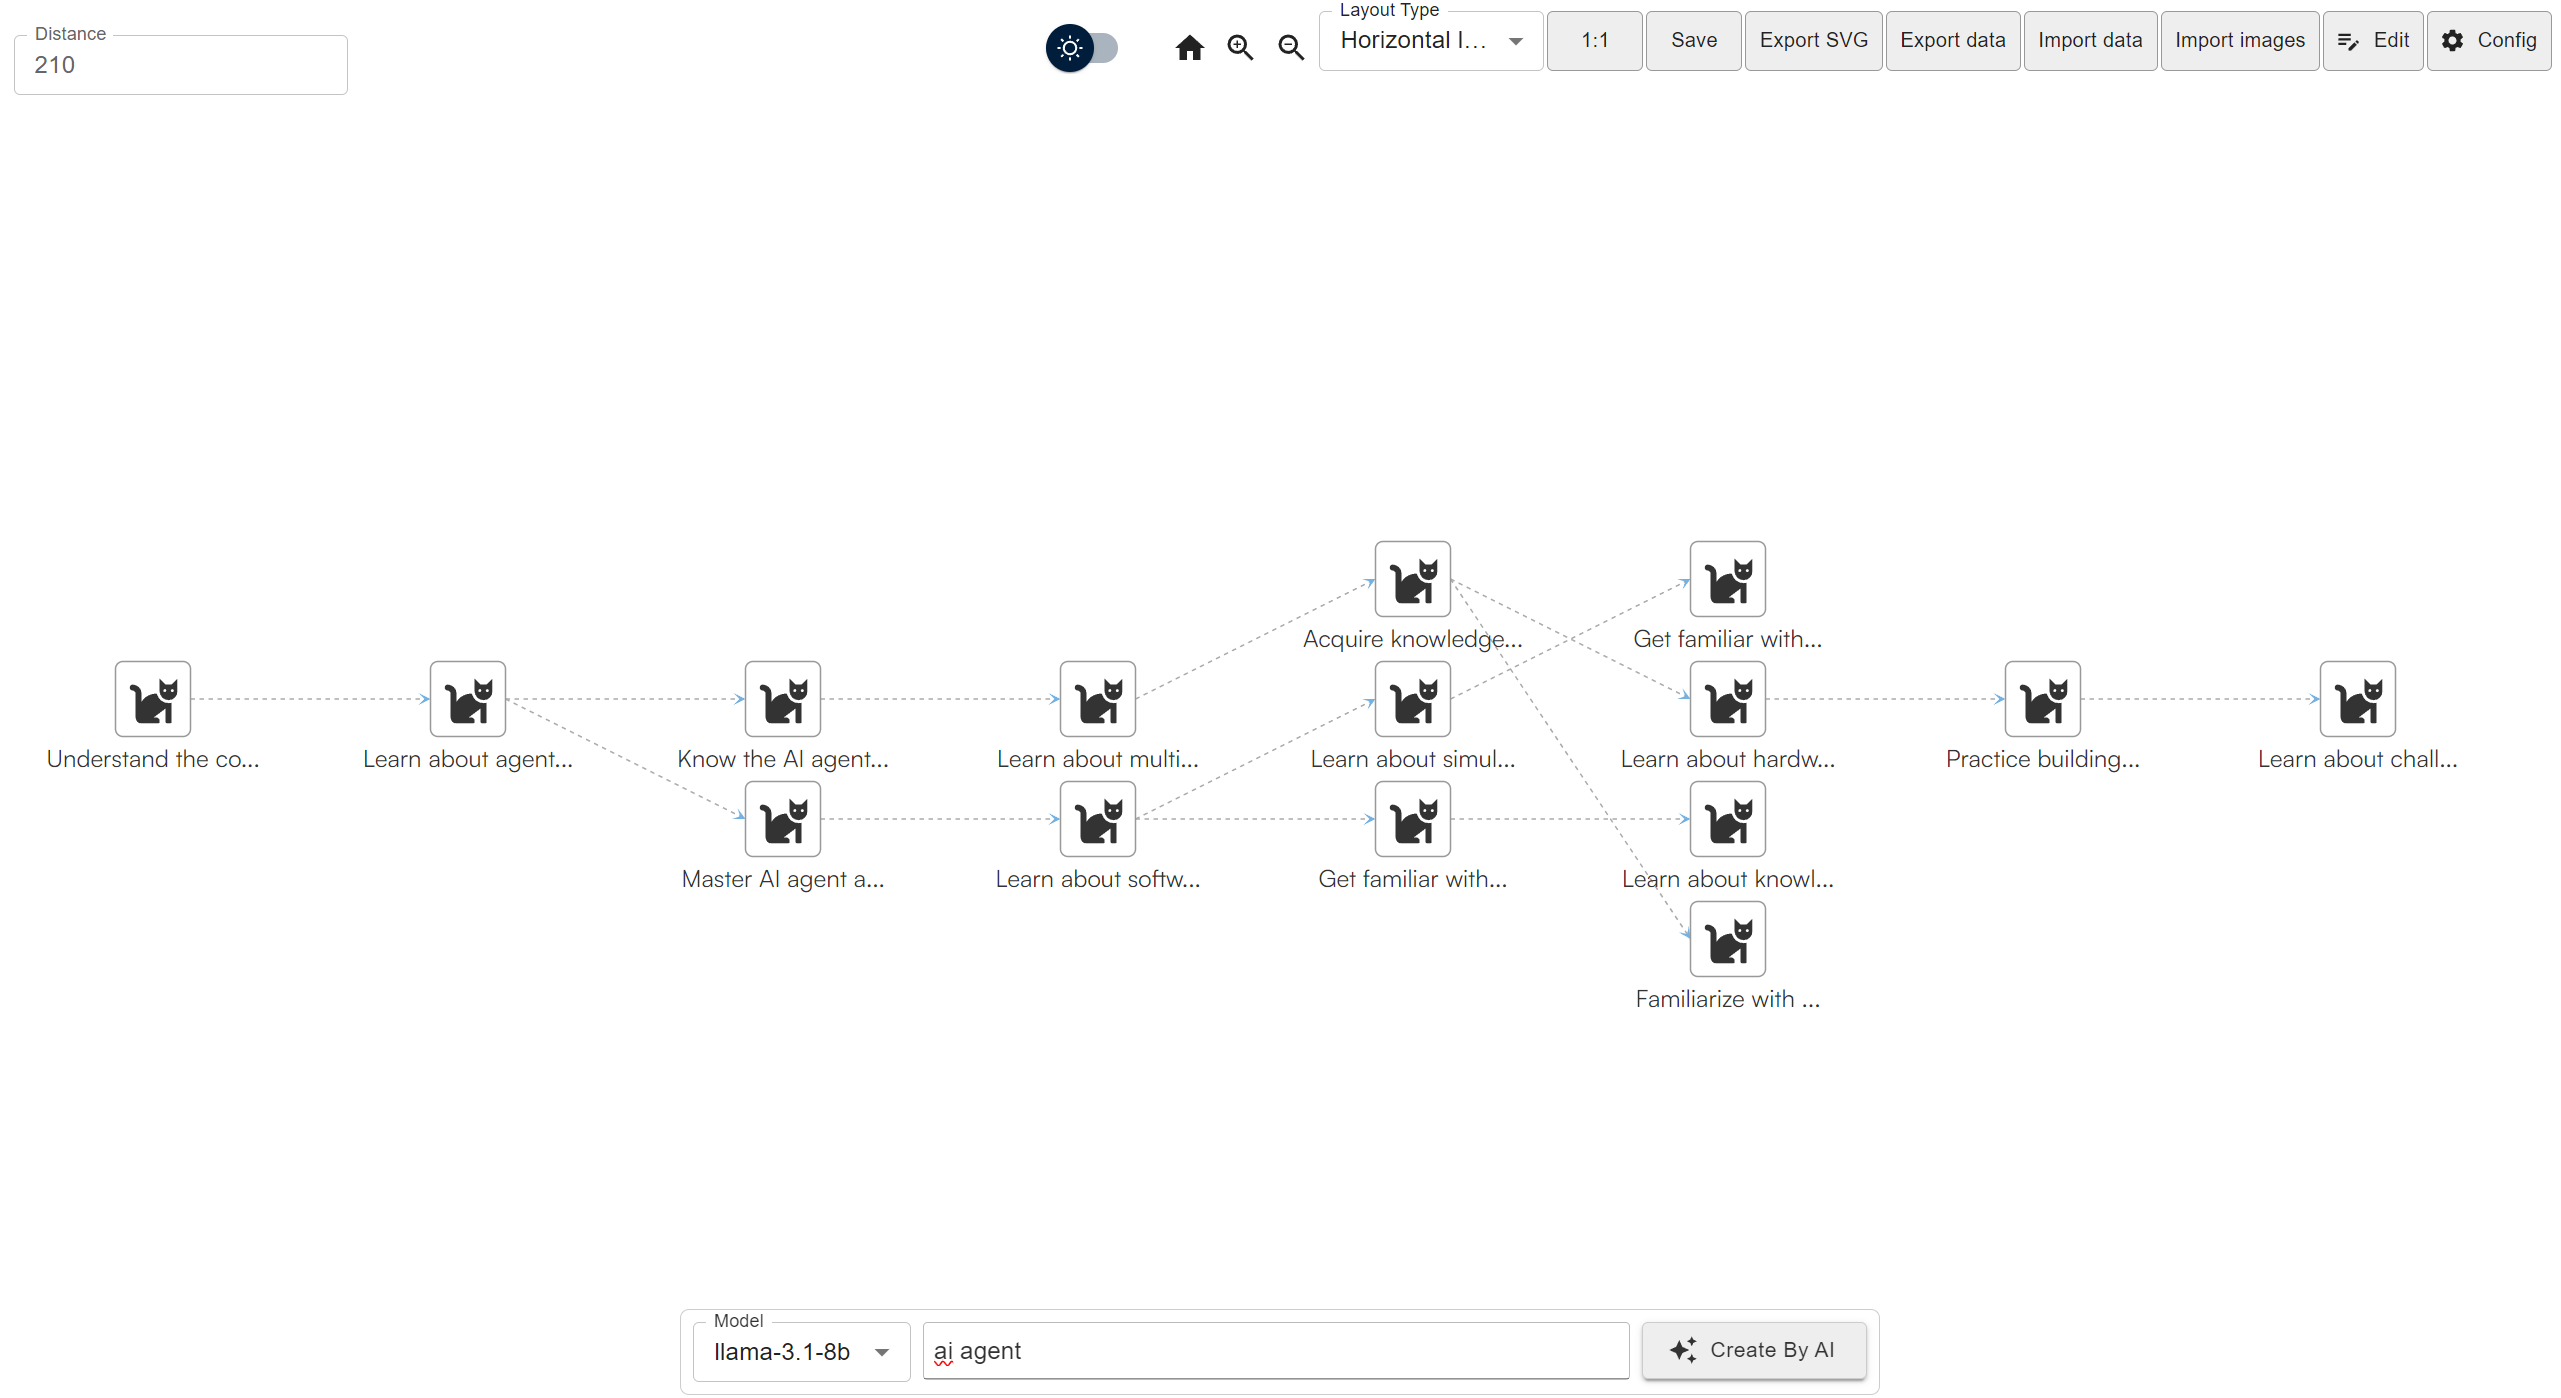 Distance
210
Layout Type
Horizontal I...
1:1
Save
Export SVG
Export data
Import data
Import images
Edit
Config
Acquire knowledge...
Get familiar with...
Understand the co...
Learn about agent...
Know the AI agent...
Learn about multi...
Learn about simul...
Learn about hardw...
Practice building...
Learn about chall...
Master AI agent a...
Learn about softw...
Get familiar with...
Learn about knowl...
Familiarize with ...
Model
llama-3.1-8b
ai agent
Create By AI